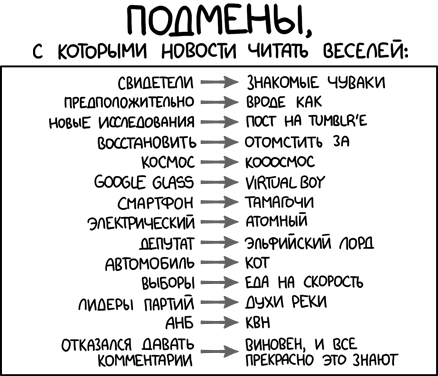 ПОДМЕНЫ,
С КОТОРЫМИ НОВОСТИ ЧИТАТЬ ВЕСЕЛЕЙ:
СВИДЕТЕЛИ → ЗНАКОМЫЕ ЧУВАКИ
ПРЕДПОЛОЖИТЕЛЬНО → ВРОДЕ КАК
НОВЫЕ ИССЛЕДОВАНИЯ → ПОСТ НА TUMBLR'Е
ВОССТАНОВИТЬ → ОТОМСТИТЬ ЗА
КОСМОС → КОООСМОС
GOOGLE GLASS → VIRTUAL BOY
СМАРТФОН → ТАМАГОЧИ
ЭЛЕКТРИЧЕСКИЙ → АТОМНЫЙ
ДЕПУТАТ → ЭЛЬФИЙСКИЙ ЛОРД
АВТОМОБИЛЬ → КОТ
ВЫБОРЫ → ЕДА НА СКОРОСТЬ
ЛИДЕРЫ ПАРТИЙ → ДУХИ РЕКИ
АНБ → КВН
ОТКАЗАЛСЯ ДАВАТЬ КОММЕНТАРИИ → ВИНОВЕН, И ВСЕ ПРЕКРАСНО ЭТО ЗНАЮТ